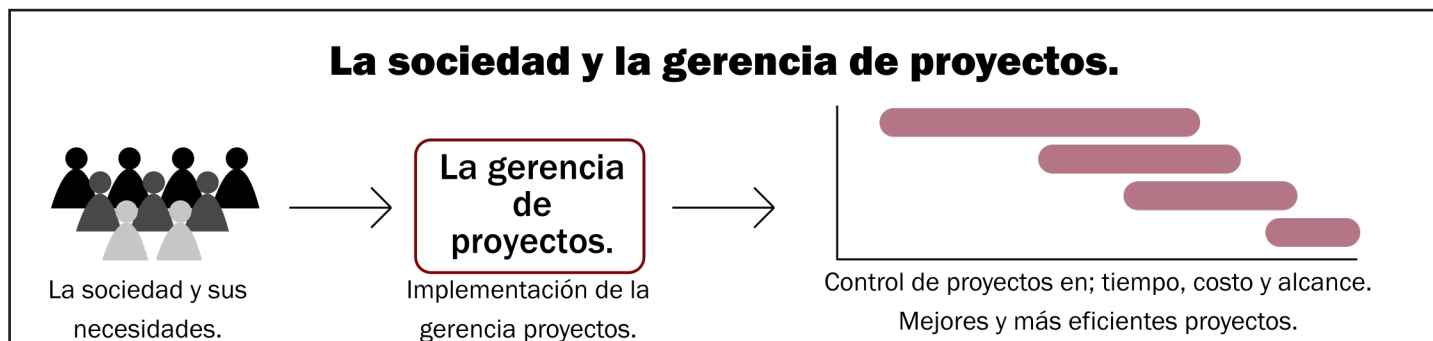 La sociedad y la gerencia de proyectos.
La gerencia
de
proyectos.
La sociedad y sus
necesidades.
Implementación de la
gerencia proyectos.
Control de proyectos en; tiempo, costo y alcance.
Mejores y más eficientes proyectos.